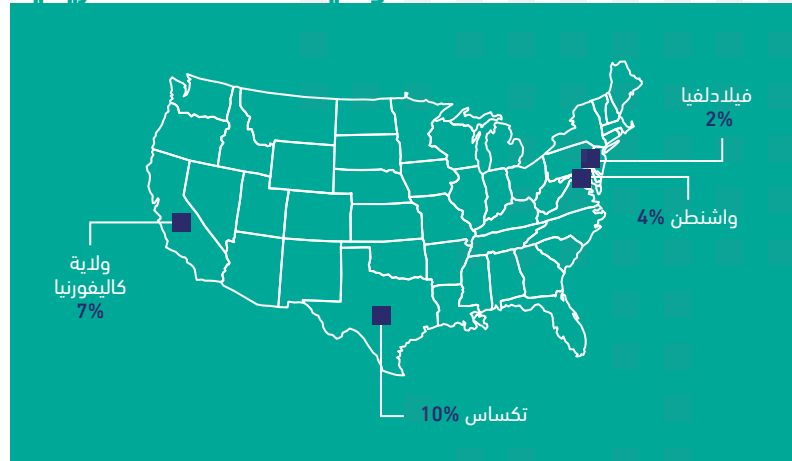 فيلادلفيا
2%
واشنطن 4%
ولاية
كاليفورنيا
7%
تكساس 10%